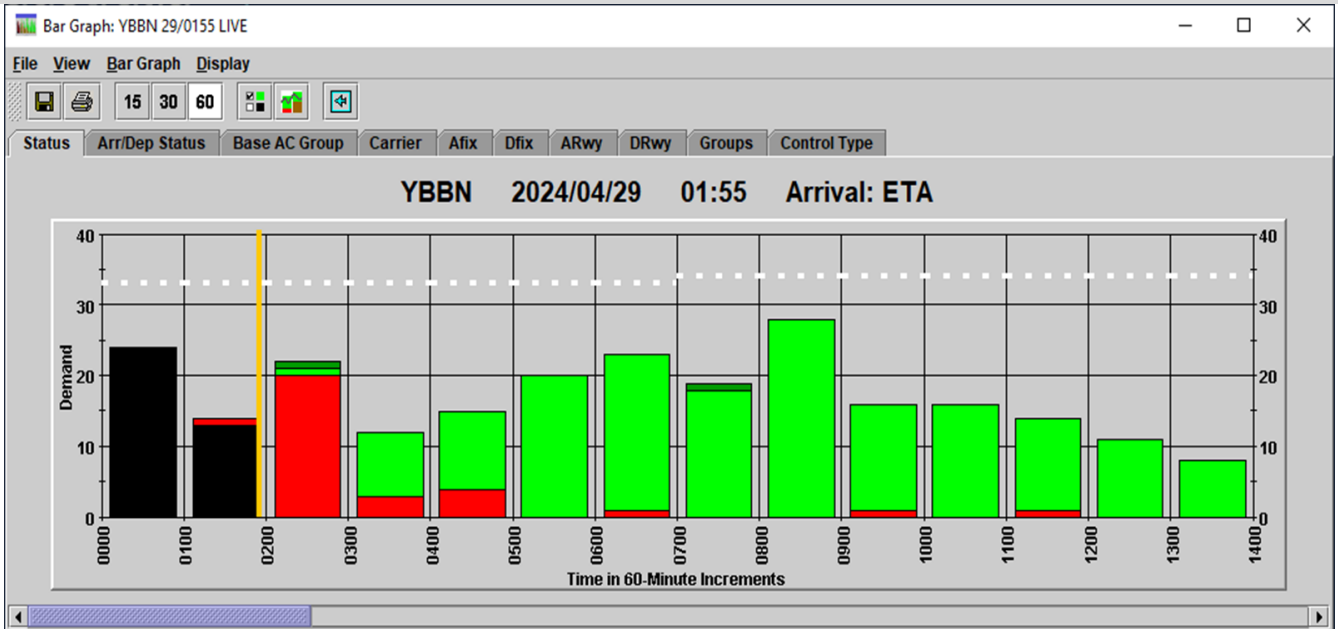 Bar Graph: YBBN 29/0155 LIVE
File View Bar Graph Display
15 30 60
Status Arr/Dep Status Base AC Group Carrier Afix Dfix ARwy DRwy Groups Control Type
YBBN 2024/04/29 01:55 Arrival: ETA
40 40
30 30
Demand
20 20
10 10
0 0
0000 0100 0200 0300 0400 0500 0600 0700 0800 0900 1000 1100 1200 1300 1400
Time in 60-Minute Increments